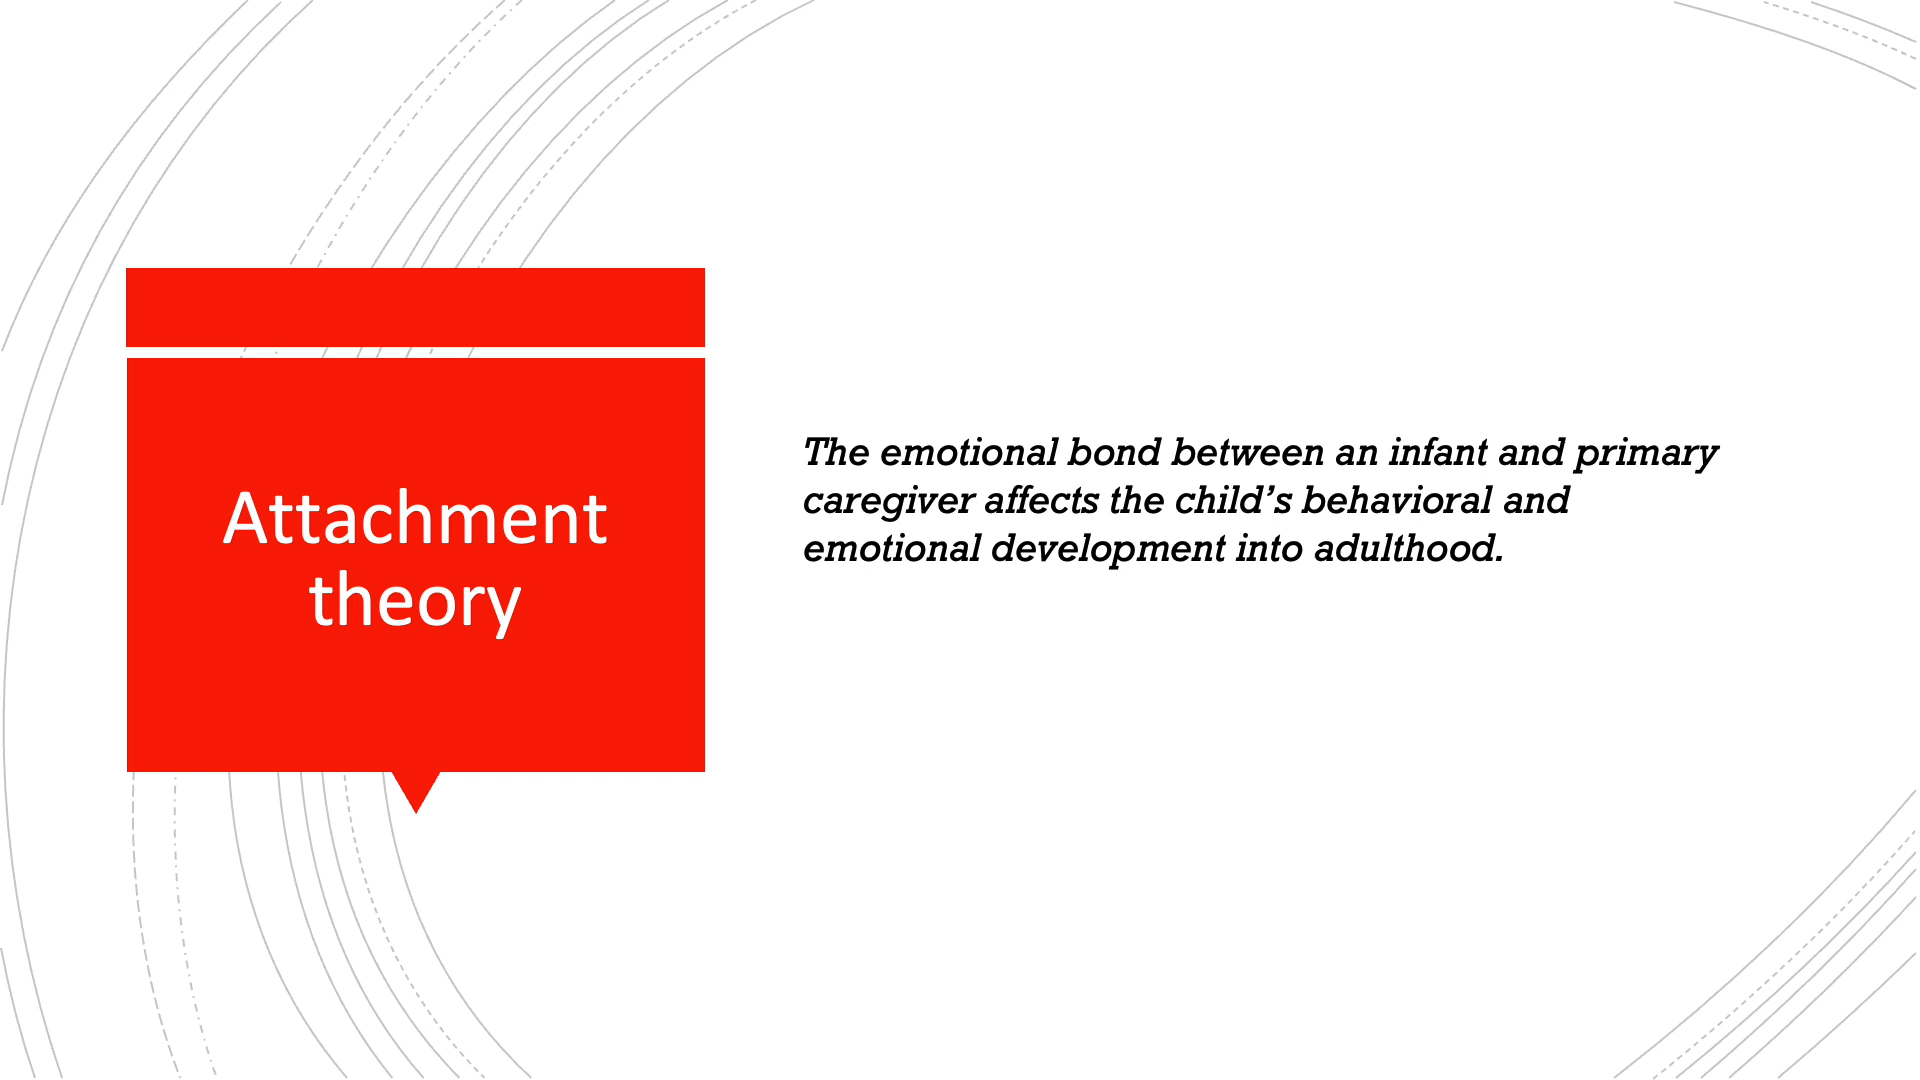 Attachment
theory
The emotional bond between an infant and primary
caregiver affects the child’s behavioral and
emotional development into adulthood.